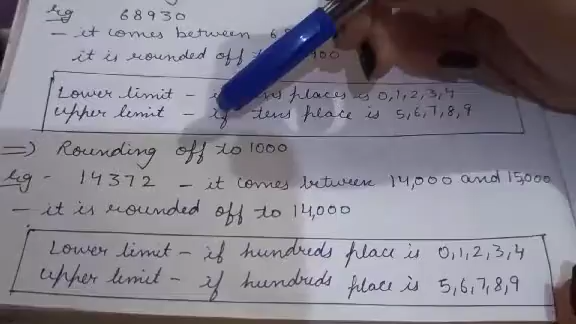 eg 68930
- it comes between
it is rounded off to
Lower limit - if tens places is 0,1,2,3,4
Upper limit - if tens place is 5,6,7,8,9
=) Rounding off to 1000
eg - 14372 - it comes between 14,000 and 15,000
- it is rounded off to 14,000
Lower limit - if hundreds place is 0,1,2,3,4
Upper limit - if hundreds place is 5,6,7,8,9